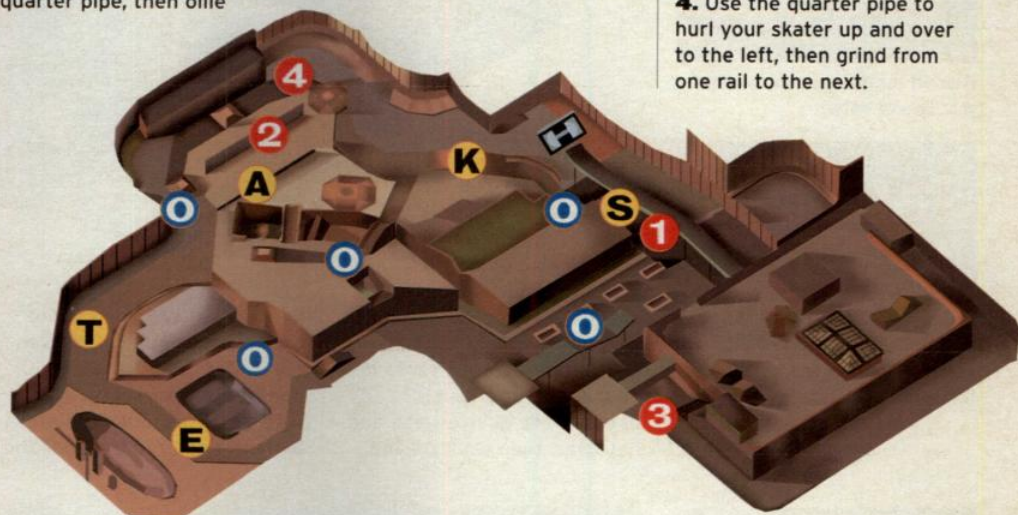 quarter pipe, then ollie
4. Use the quarter pipe to
hurl your skater up and over
to the left, then grind from
one rail to the next.
4
2
H
K
A
O
O
S
1
O
T
O
O
E
3